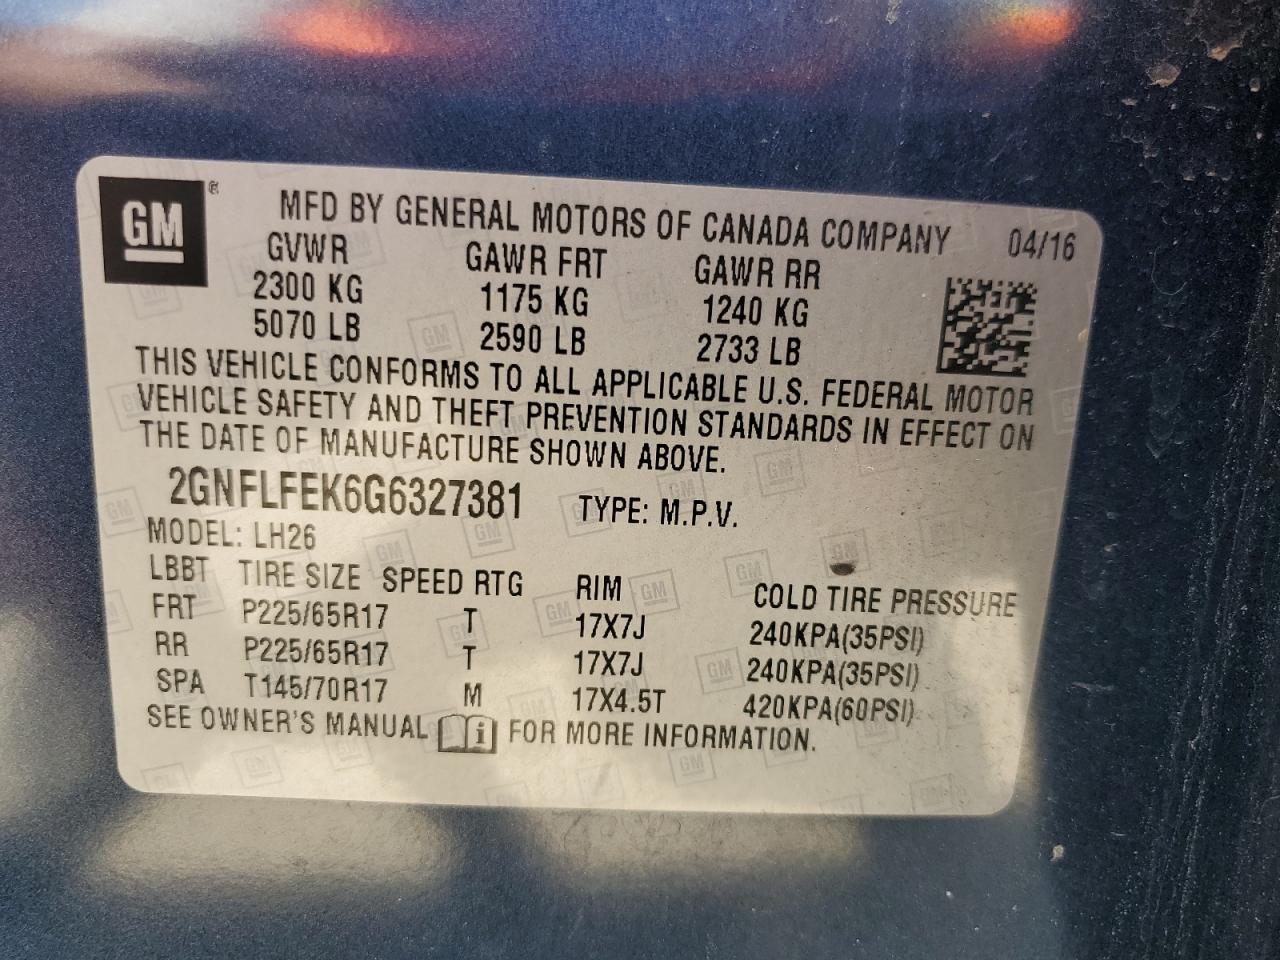 GM®
MFD BY GENERAL MOTORS OF CANADA COMPANY 04/16
GVWR GAWR FRT GAWR RR
2300 KG 1175 KG 1240 KG
5070 LB 2590 LB 2733 LB
THIS VEHICLE CONFORMS TO ALL APPLICABLE U.S. FEDERAL MOTOR
VEHICLE SAFETY AND THEFT PREVENTION STANDARDS IN EFFECT ON
THE DATE OF MANUFACTURE SHOWN ABOVE.
2GNFLFEK6G6327381 TYPE: M.P.V.
MODEL: LH26
LBBT TIRE SIZE SPEED RTG RIM COLD TIRE PRESSURE
FRT P225/65R17 T 17X7J 240KPA(35PSI)
RR P225/65R17 T 17X7J 240KPA(35PSI)
SPA T145/70R17 M 17X4.5T 420KPA(60PSI)
SEE OWNER'S MANUAL i FOR MORE INFORMATION.